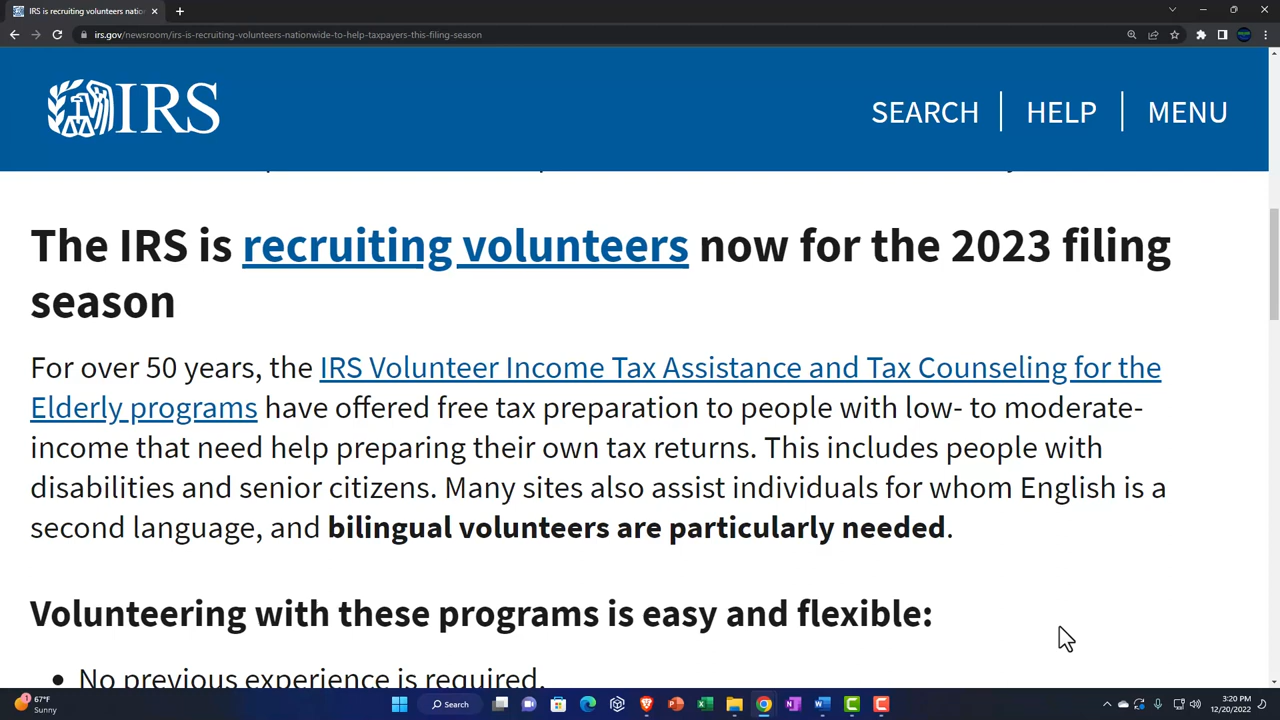 IRS is recruiting volunteers natio
irs.gov/newsroom/irs-is-recruiting-volunteers-nationwide-to-help-taxpayers-this-filing-season
IRS
SEARCH
HELP
MENU
The IRS is recruiting volunteers now for the 2023 filing
season
For over 50 years, the IRS Volunteer Income Tax Assistance and Tax Counseling for the
Elderly programs have offered free tax preparation to people with low- to moderate-
income that need help preparing their own tax returns. This includes people with
disabilities and senior citizens. Many sites also assist individuals for whom English is a
second language, and bilingual volunteers are particularly needed.
Volunteering with these programs is easy and flexible:
• No previous experience is required.
1
67°F
Sunny
Search
3:20 PM
12/20/2022